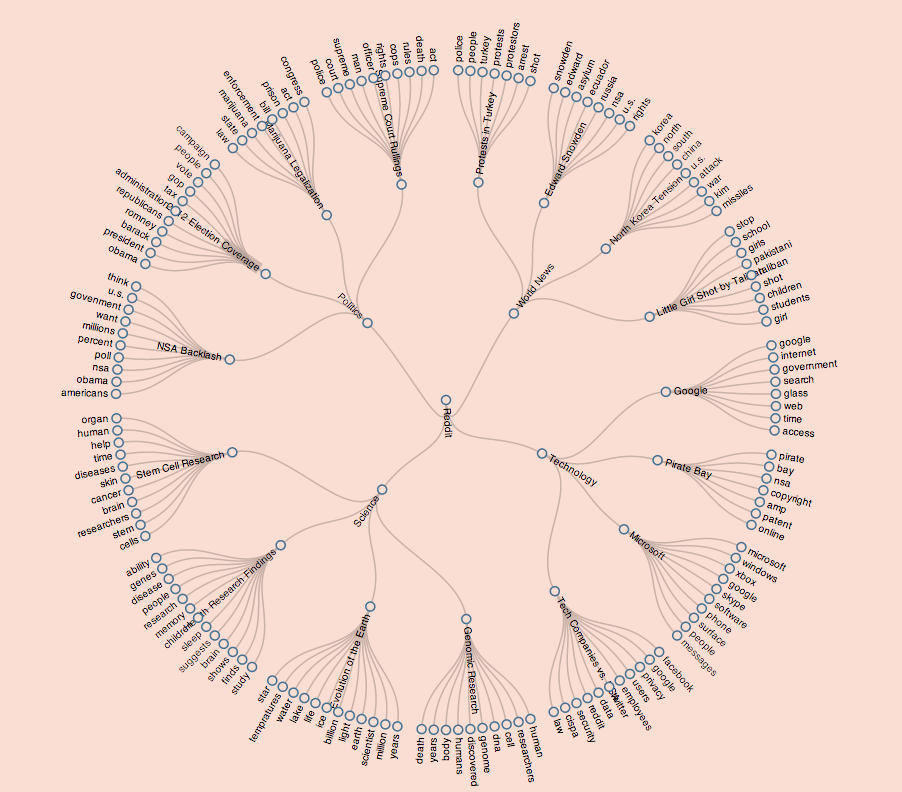 Reddit
Politics
Supreme Court Rulings
police
court
supreme
man
officer
rights
cops
rules
death
act
Marijuana Legalization
law
state
marijuana
enforcement
bill
prison
act
congress
Election Coverage
campaign
people
vote
gop
tax
administration
republicans
romney
barack
president
obama
NSA Backlash
think
u.s.
govenment
want
millions
percent
poll
nsa
obama
americans
World News
Protests in Turkey
police
people
turkey
protests
protestors
arrest
shot
Edward Snowden
snowden
edward
asylum
ecuador
russia
nsa
u.s.
rights
North Korea Tension
korea
north
south
china
u.s.
attack
war
kim
missiles
Little Girl Shot by
stop
school
girls
pakistani
taliban
shot
children
students
girl
Technology
Google
google
internet
government
search
glass
web
time
access
Pirate Bay
pirate
bay
nsa
copyright
amp
patent
online
Microsoft
microsoft
windows
xbox
google
skype
software
phone
surface
people
messages
Tech Companies vs.
facebook
google
privacy
users
employees
twitter
data
reddit
security
cispa
law
Science
Genomic Research
human
researchers
cell
dna
genome
discovered
humans
body
years
death
Evolution of the Earth
years
million
scientist
earth
light
billion
ice
life
lake
water
tempratures
star
Research Findings
ability
genes
disease
people
research
memory
children
sleep
suggests
brain
shows
finds
study
Stem Cell Research
organ
human
help
time
diseases
skin
cancer
brain
researchers
stem
cells